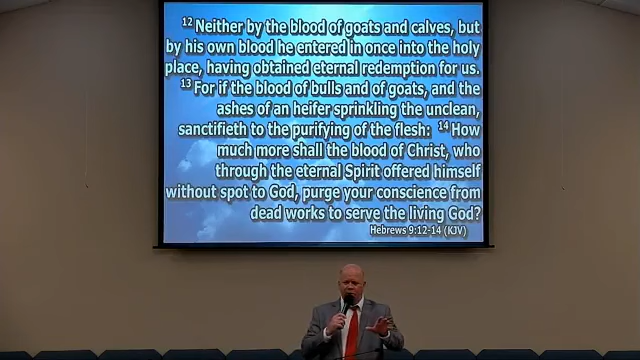 12 Neither by the blood of goats and calves, but
by his own blood he entered in once into the holy
place, having obtained eternal redemption for us.
13 For if the blood of bulls and of goats, and the
ashes of an heifer sprinkling the unclean,
sanctifieth to the purifying of the flesh: 14 How
much more shall the blood of Christ, who
through the eternal Spirit offered himself
without spot to God, purge your conscience from
dead works to serve the living God?
Hebrews 9:12-14 (KJV)